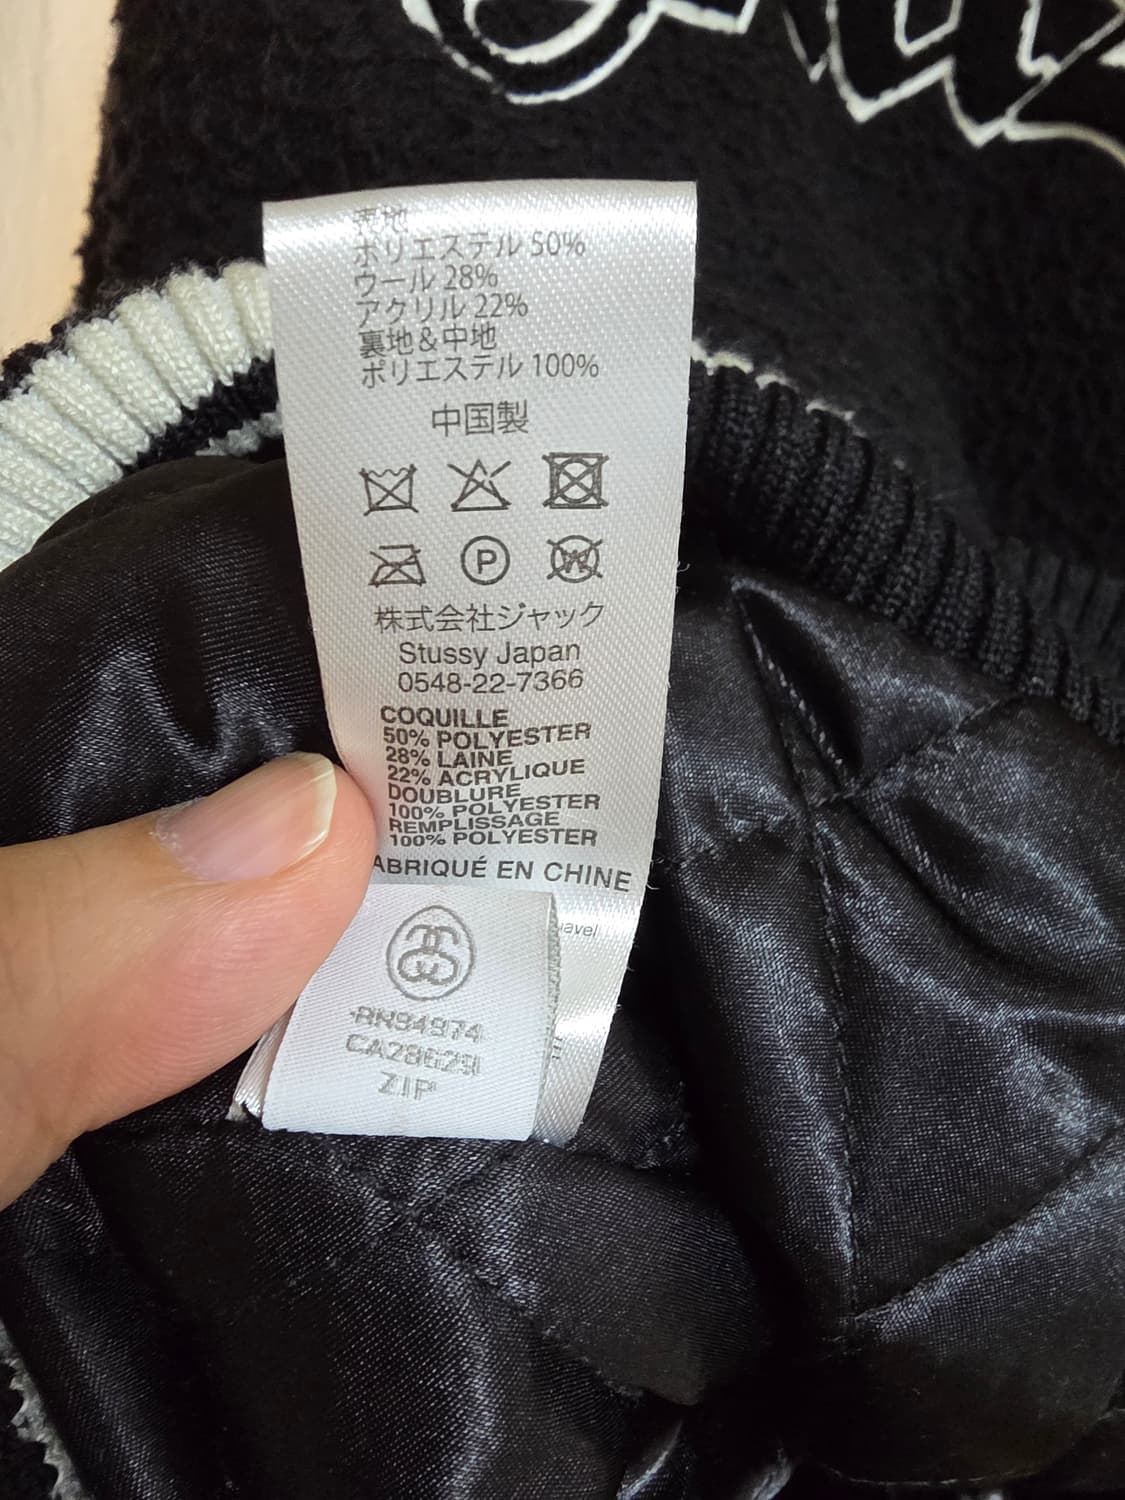 表地
ポリエステル 50%
ウール 28%
アクリル 22%
裏地＆中地
ポリエステル 100%
中国製
P
W
株式会社ジャック
Stussy Japan
0548-22-7366
COQUILLE
50% POLYESTER
28% LAINE
22% ACRYLIQUE
DOUBLURE
100% POLYESTER
REMPLISSAGE
100% POLYESTER
ABRIQUÉ EN CHINE
RN94974
CA28629
ZIP